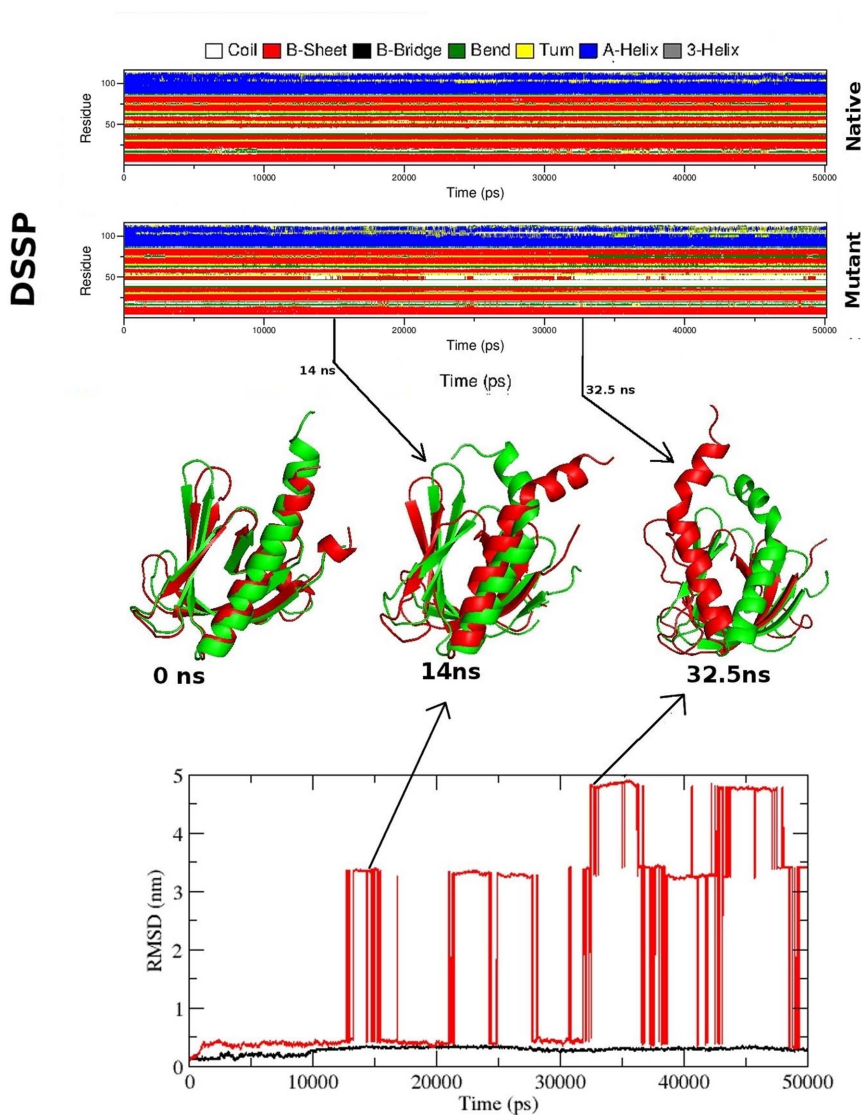 Coil B-Sheet B-Bridge Bend Turn A-Helix 3-Helix
DSSP
Native
Residue
100
50
0 10000 20000 30000 40000 50000
Time (ps)
Mutant
Residue
100
50
0 10000 20000 30000 40000 50000
Time (ps)
14 ns
Time (ps)
32.5 ns
0 ns
14ns
32.5ns
RMSD (nm)
5
4
3
2
1
0
0 10000 20000 30000 40000 50000
Time (ps)